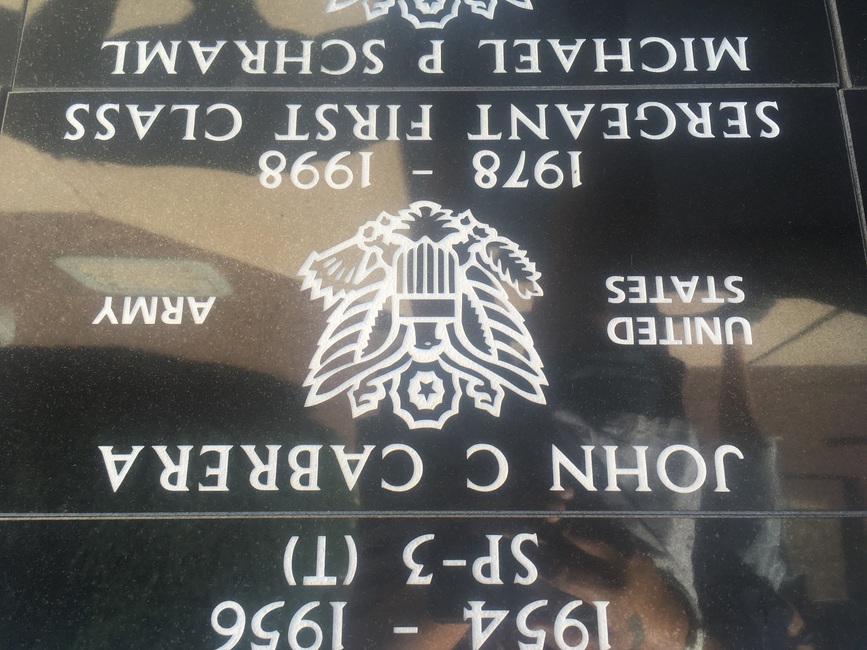 1954 - 1956
SP-3 (T)
JOHN C CABRERA
UNITED
STATES
ARMY
1978 - 1998
SERGEANT FIRST CLASS
MICHAEL P SCHRAML